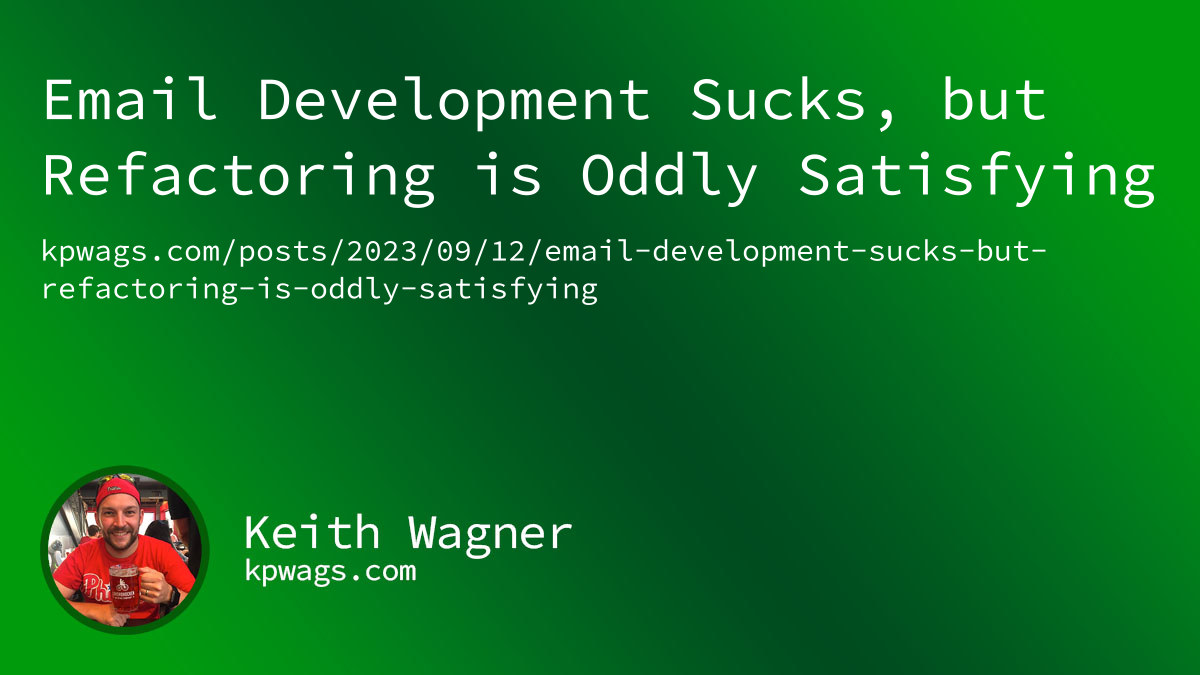 Email Development Sucks, but
Refactoring is Oddly Satisfying
kpwags.com/posts/2023/09/12/email-development-sucks-but-
refactoring-is-oddly-satisfying
Keith Wagner
kpwags.com
Ph